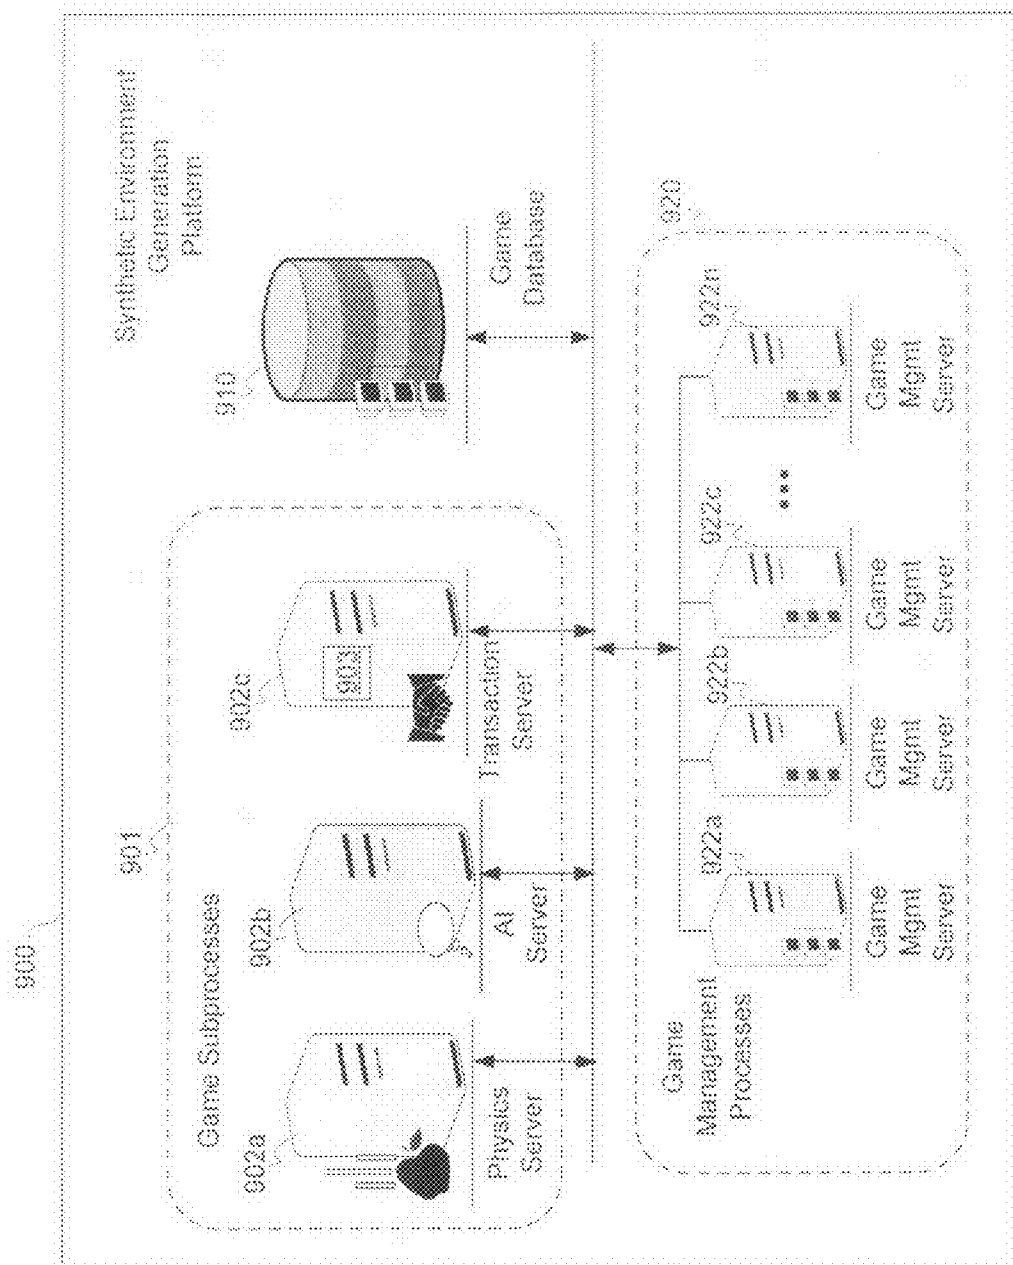 900
Synthetic Environment
Generation
Platform
901
Game Subprocesses
902a
902b
902c
903
910
Physics
Server
AI
Server
Transaction
Server
Game
Database
920
Game
Management
Processes
922a
922b
922c
922n
Game
Mgmt
Server
Game
Mgmt
Server
Game
Mgmt
Server
Game
Mgmt
Server